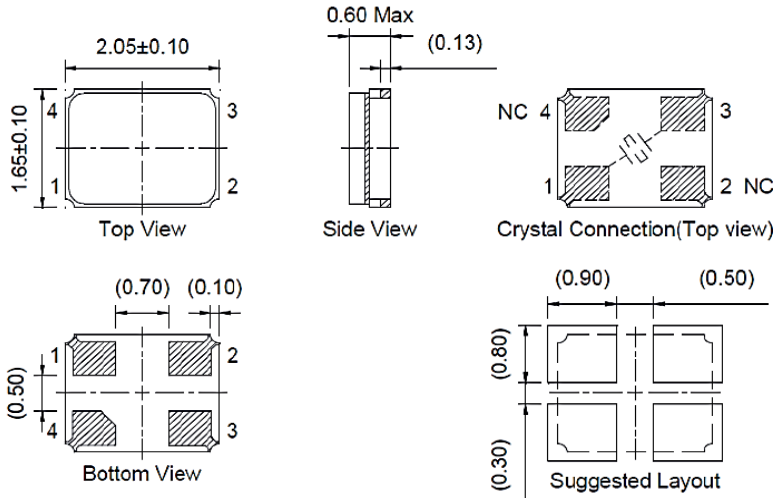 0.60 Max
2.05±0.10
(0.13)
1.65±0.10
4
3
1
2
Top View
Side View
NC 4
3
1
2 NC
Crystal Connection(Top view)
(0.70)
(0.10)
(0.50)
1
2
4
3
Bottom View
(0.90)
(0.50)
(0.80)
(0.30)
Suggested Layout